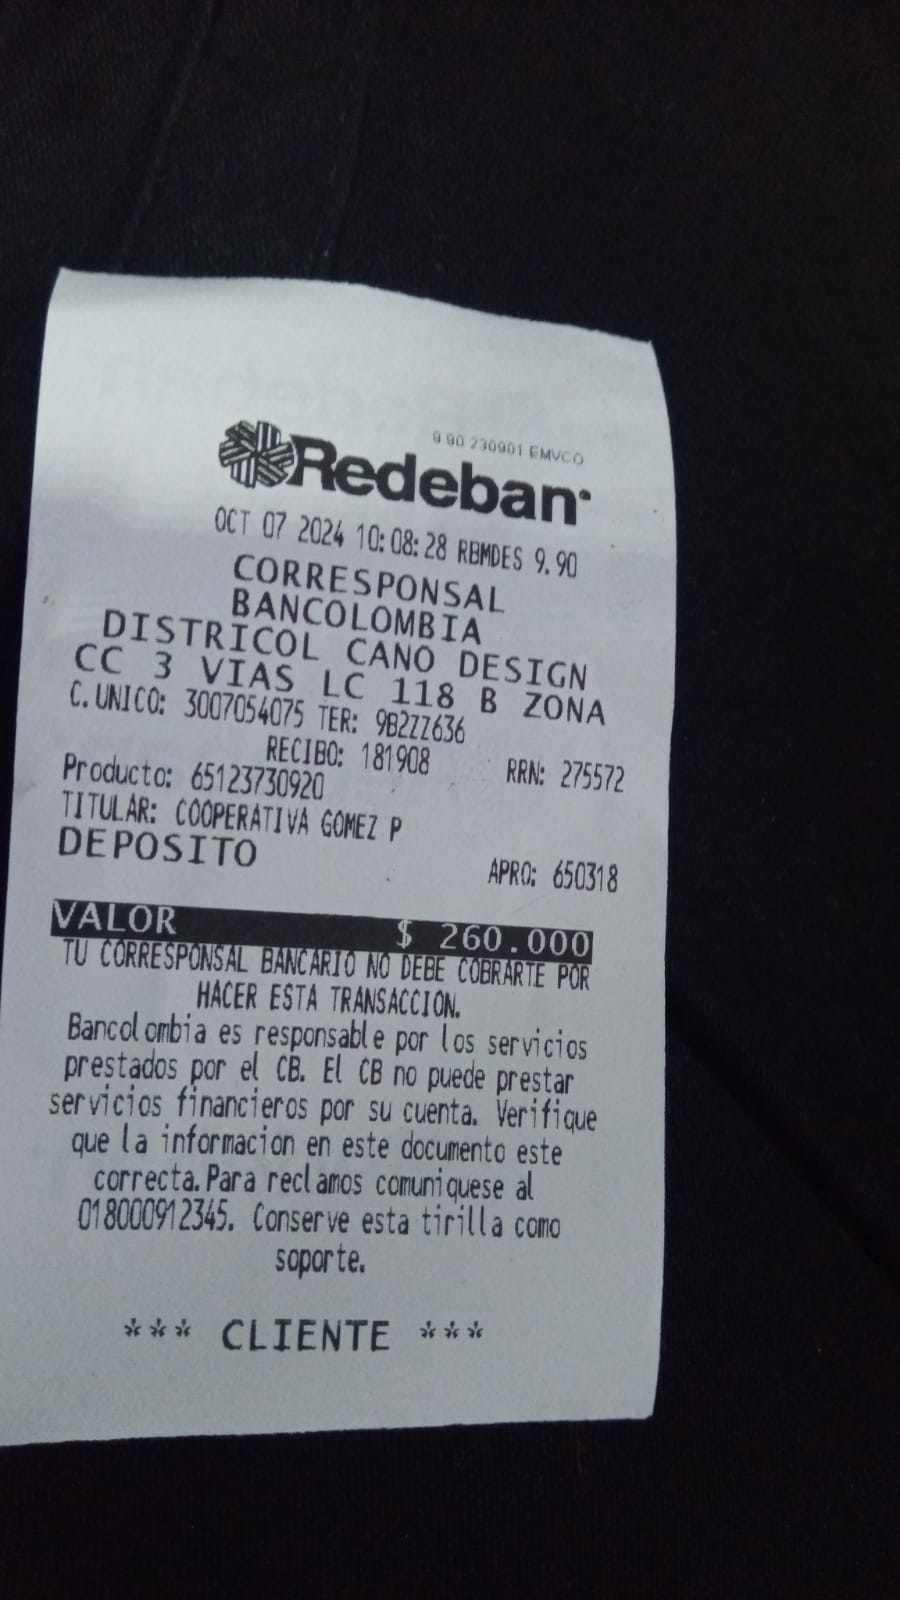 9 90 230901 EMVCO
Redeban
OCT 07 2024 10:08:28 RBMDES 9.90
CORRESPONSAL
BANCOLOMBIA
DISTRICOL CANO DESIGN
CC 3 VIAS LC 118 B ZONA
C. UNICO: 3007054075 TER: 9B2ZZ636
RECIBO: 181908 RRN: 275572
Producto: 65123730920
TITULAR: COOPERATIVA GOMEZ P
DEPOSITO APRO: 650318
VALOR $ 260.000
TU CORRESPONSAL BANCARIO NO DEBE COBRARTE POR
HACER ESTA TRANSACCION.
Bancolombia es responsable por los servicios
prestados por el CB. El CB no puede prestar
servicios financieros por su cuenta. Verifique
que la informacion en este documento este
correcta. Para reclamos comuniquese al
018000912345. Conserve esta tirilla como
soporte.
*** CLIENTE ***